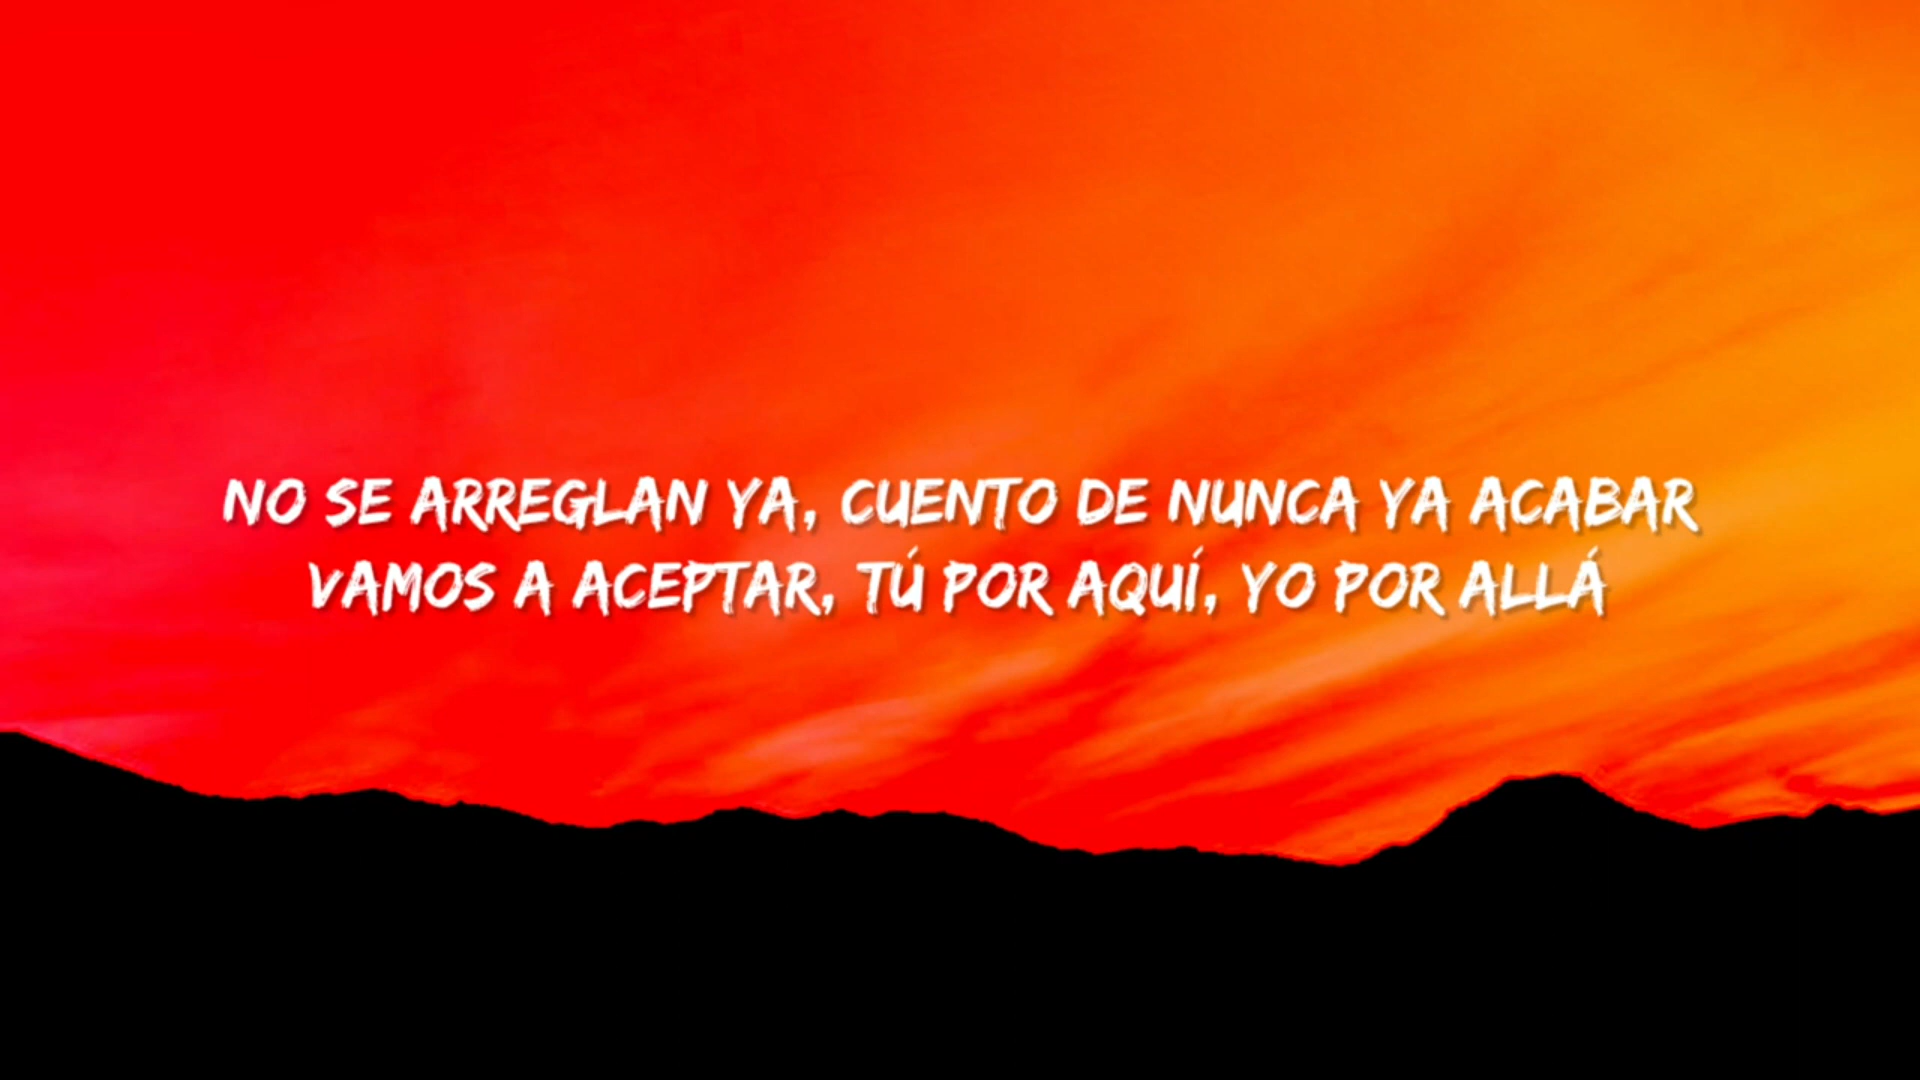 NO SE ARREGLAN YA, CUENTO DE NUNCA YA ACABAR
VAMOS A ACEPTAR, TÚ POR AQUÍ, YO POR ALLÁ